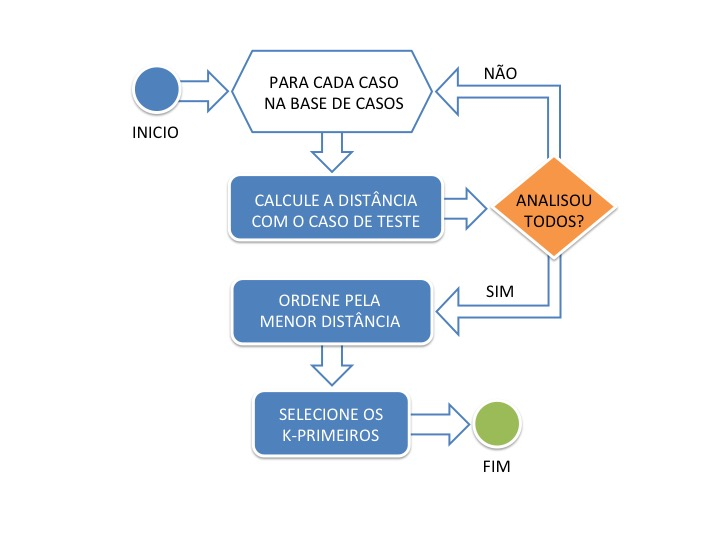 PARA CADA CASO
NA BASE DE CASOS
NÃO
INICIO
CALCULE A DISTÂNCIA
COM O CASO DE TESTE
ANALISOU
TODOS?
SIM
ORDENE PELA
MENOR DISTÂNCIA
SELECIONE OS
K-PRIMEIROS
FIM